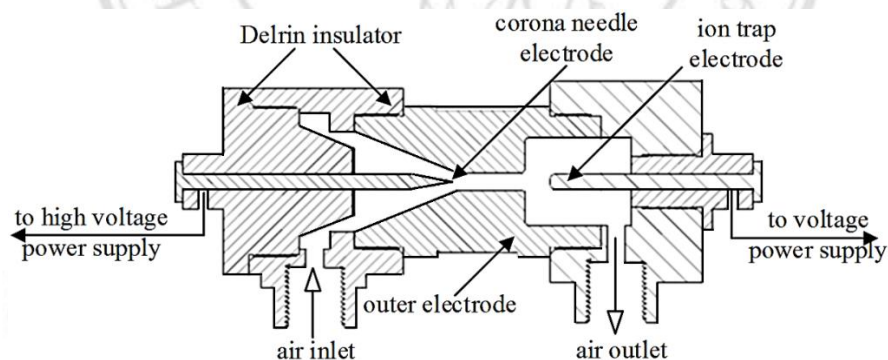 Delrin insulator
corona needle
electrode
ion trap
electrode
to high voltage
power supply
to voltage
power supply
outer electrode
air inlet
air outlet